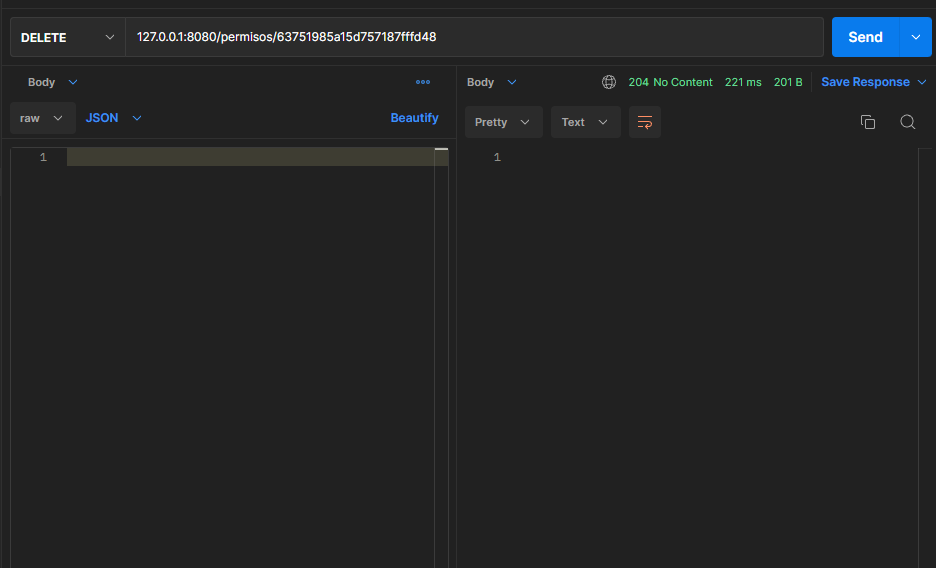 DELETE 127.0.0.1:8080/permisos/63751985a15d757187fffd48 Send
Body Body 204 No Content 221 ms 201 B Save Response
raw JSON Beautify Pretty Text
1 1